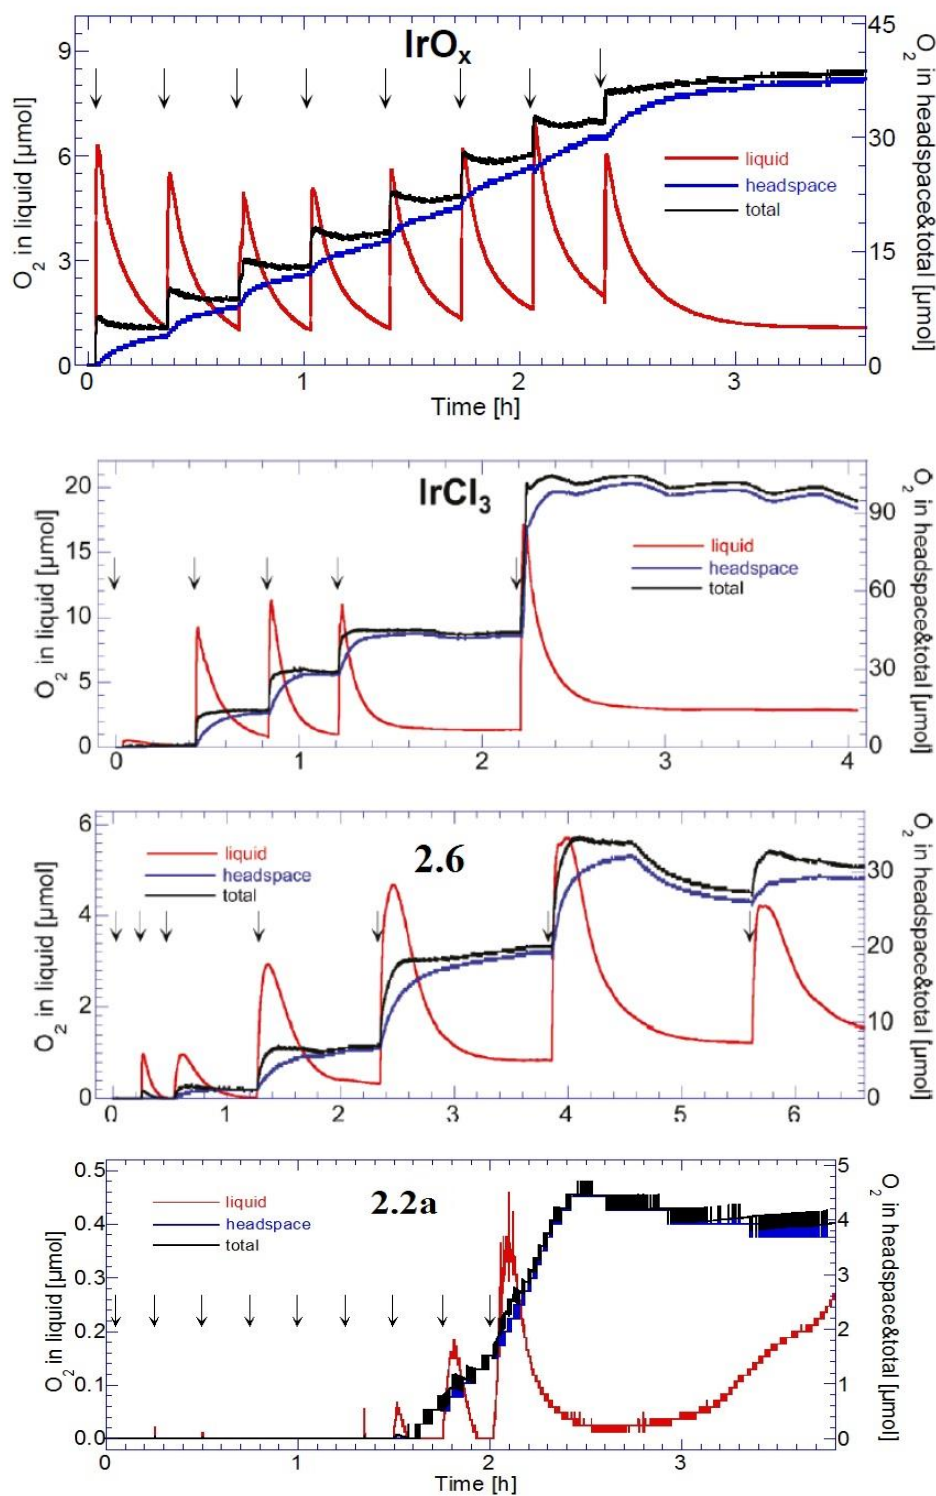 IrOx
O2 in liquid [µmol]
9
6
3
0
45
30
15
0
O2 in headspace&total [µmol]
liquid
headspace
total
0 1 2 3
Time [h]
IrCl3
O2 in liquid [µmol]
20
15
10
5
0
90
60
30
0
O2 in headspace&total [µmol]
liquid
headspace
total
0 1 2 3 4
2.6
O2 in liquid [µmol]
6
4
2
0
30
20
10
0
O2 in headspace&total [µmol]
liquid
headspace
total
0 1 2 3 4 5 6
2.2a
O2 in liquid [µmol]
0.5
0.4
0.3
0.2
0.1
0.0
5
4
3
2
1
0
O2 in headspace&total [µmol]
liquid
headspace
total
0 1 2 3
Time [h]